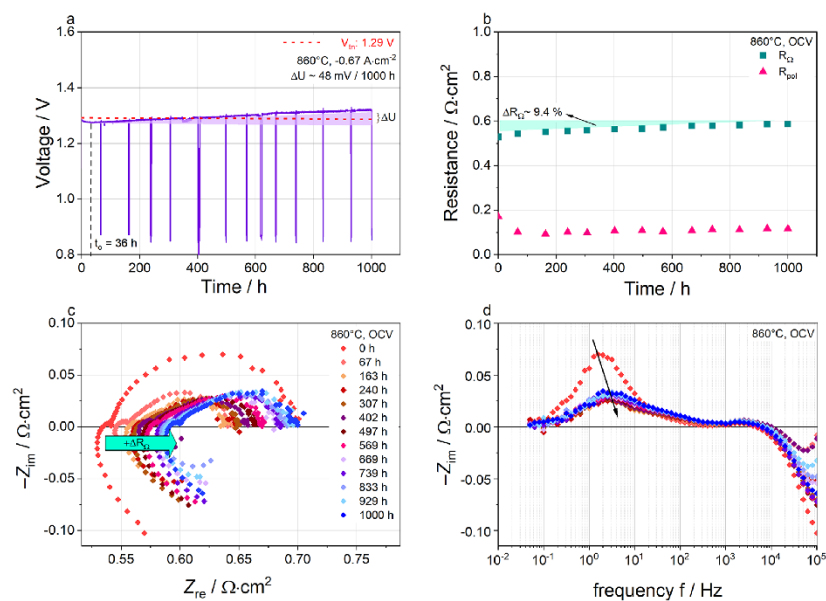 a
V_tn: 1.29 V
860°C, -0.67 A·cm⁻²
ΔU ~ 48 mV / 1000 h
}ΔU
t₀ = 36 h
Voltage / V
1.6
1.4
1.2
1.0
0.8
0 200 400 600 800 1000
Time / h
b
860°C, OCV
R_Ω
R_pol
ΔR_Ω~ 9.4 %
Resistance / Ω·cm²
1.0
0.8
0.6
0.4
0.2
0.0
0 200 400 600 800 1000
Time / h
c
860°C, OCV
0 h
67 h
163 h
240 h
307 h
402 h
497 h
569 h
669 h
739 h
833 h
929 h
1000 h
+ΔR_Ω
−Z_im / Ω·cm²
0.10
0.05
0.00
-0.05
-0.10
0.55 0.60 0.65 0.70 0.75
Z_re / Ω·cm²
d
860°C, OCV
−Z_im / Ω·cm²
0.10
0.05
0.00
-0.05
-0.10
10⁻² 10⁻¹ 10⁰ 10¹ 10² 10³ 10⁴ 10⁵
frequency f / Hz